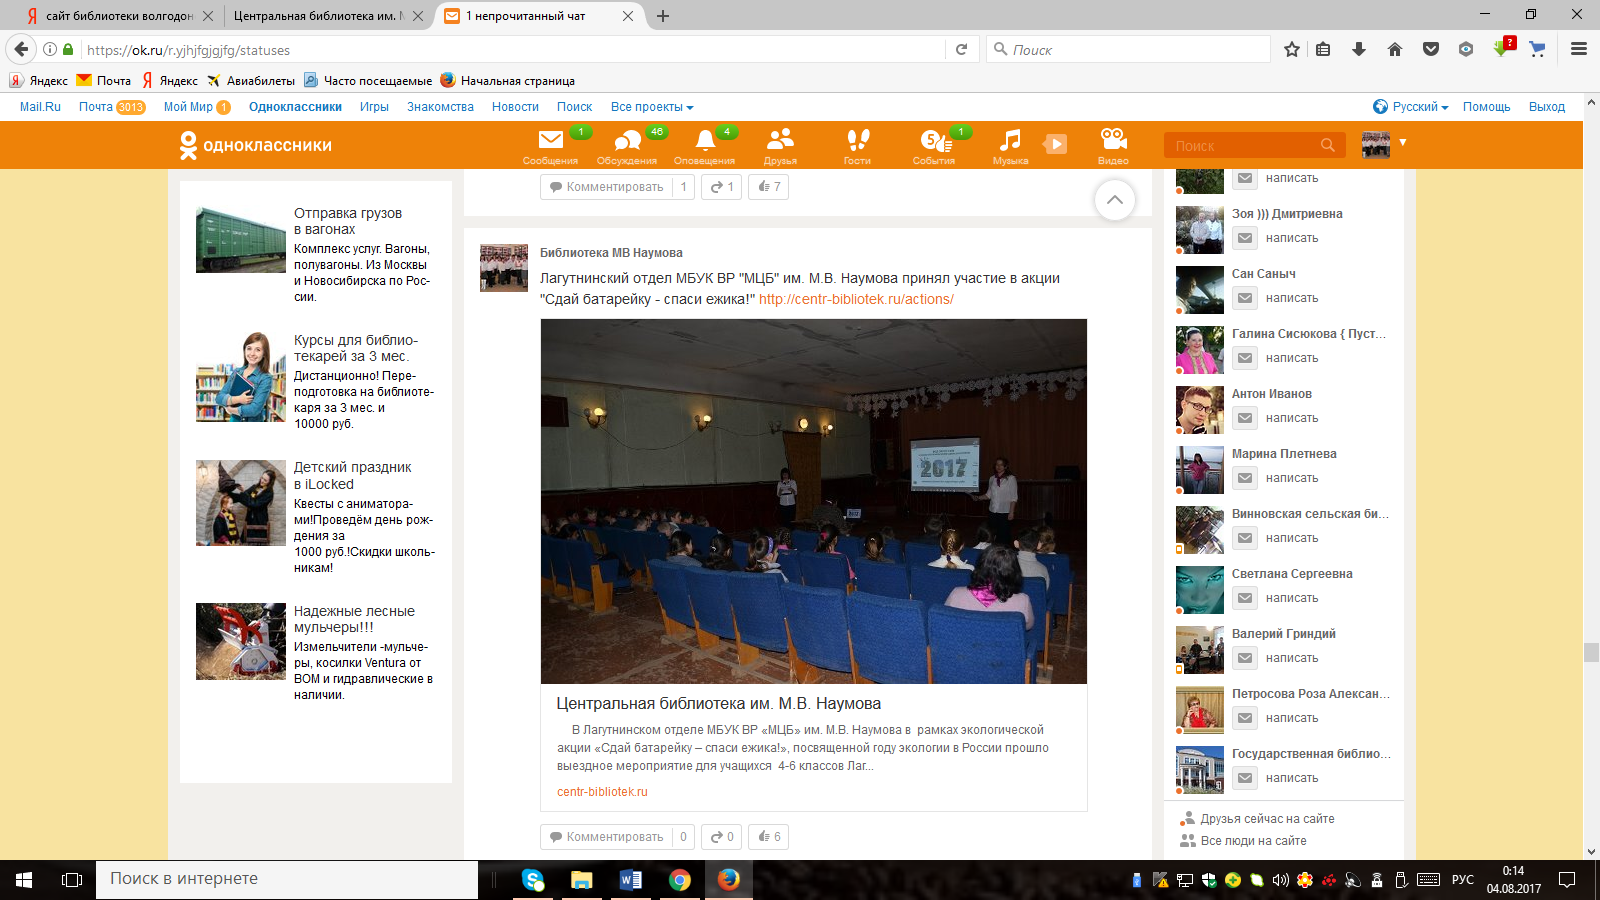 сайт библиотеки волгодон
Центральная библиотека им. М
1 непрочитанный чат
https://ok.ru/r.yjhjfgjgjfg/statuses
Поиск
Яндекс Почта Яндекс Авиабилеты Часто посещаемые Начальная страница
Mail.Ru Почта 3013 Мой Мир 1 Одноклассники Игры Знакомства Новости Поиск Все проекты
Русский Помощь Выход
одноклассники
1 46 4 5 1
Сообщения Обсуждения Оповещения Друзья Гости События Музыка Видео
Поиск
Отправка грузов
в вагонах
Комплекс услуг. Вагоны,
полувагоны. Из Москвы
и Новосибирска по Рос-
сии.
Курсы для библио-
текарей за 3 мес.
Дистанционно! Пере-
подготовка на библиоте-
каря за 3 мес. и
10000 руб.
Детский праздник
в iLocked
Квесты с аниматора-
ми!Проведём день рож-
дения за
1000 руб.!Скидки школь-
никам!
Надежные лесные
мульчеры!!!
Измельчители -мульче-
ры, косилки Ventura от
ВОМ и гидравлические в
наличии.
Комментировать 1 1 7
Библиотека МВ Наумова
Лагутнинский отдел МБУК ВР "МЦБ" им. М.В. Наумова принял участие в акции
"Сдай батарейку - спаси ежика!" http://centr-bibliotek.ru/actions/
2017
Центральная библиотека им. М.В. Наумова
В Лагутнинском отделе МБУК ВР «МЦБ» им. М.В. Наумова в рамках экологической
акции «Сдай батарейку – спаси ежика!», посвященной году экологии в России прошло
выездное мероприятие для учащихся 4-6 классов Лаг...
centr-bibliotek.ru
Комментировать 0 0 6
написать
Зоя ))) Дмитриевна
написать
Сан Саныч
написать
Галина Сисюкова { Пуст...
написать
Антон Иванов
написать
Марина Плетнева
написать
Винновская сельская би...
написать
Светлана Сергеевна
написать
Валерий Гриндий
написать
Петросова Роза Алексан...
написать
Государственная библио...
написать
Друзья сейчас на сайте
Все люди на сайте
Поиск в интернете
РУС
0:14
04.08.2017